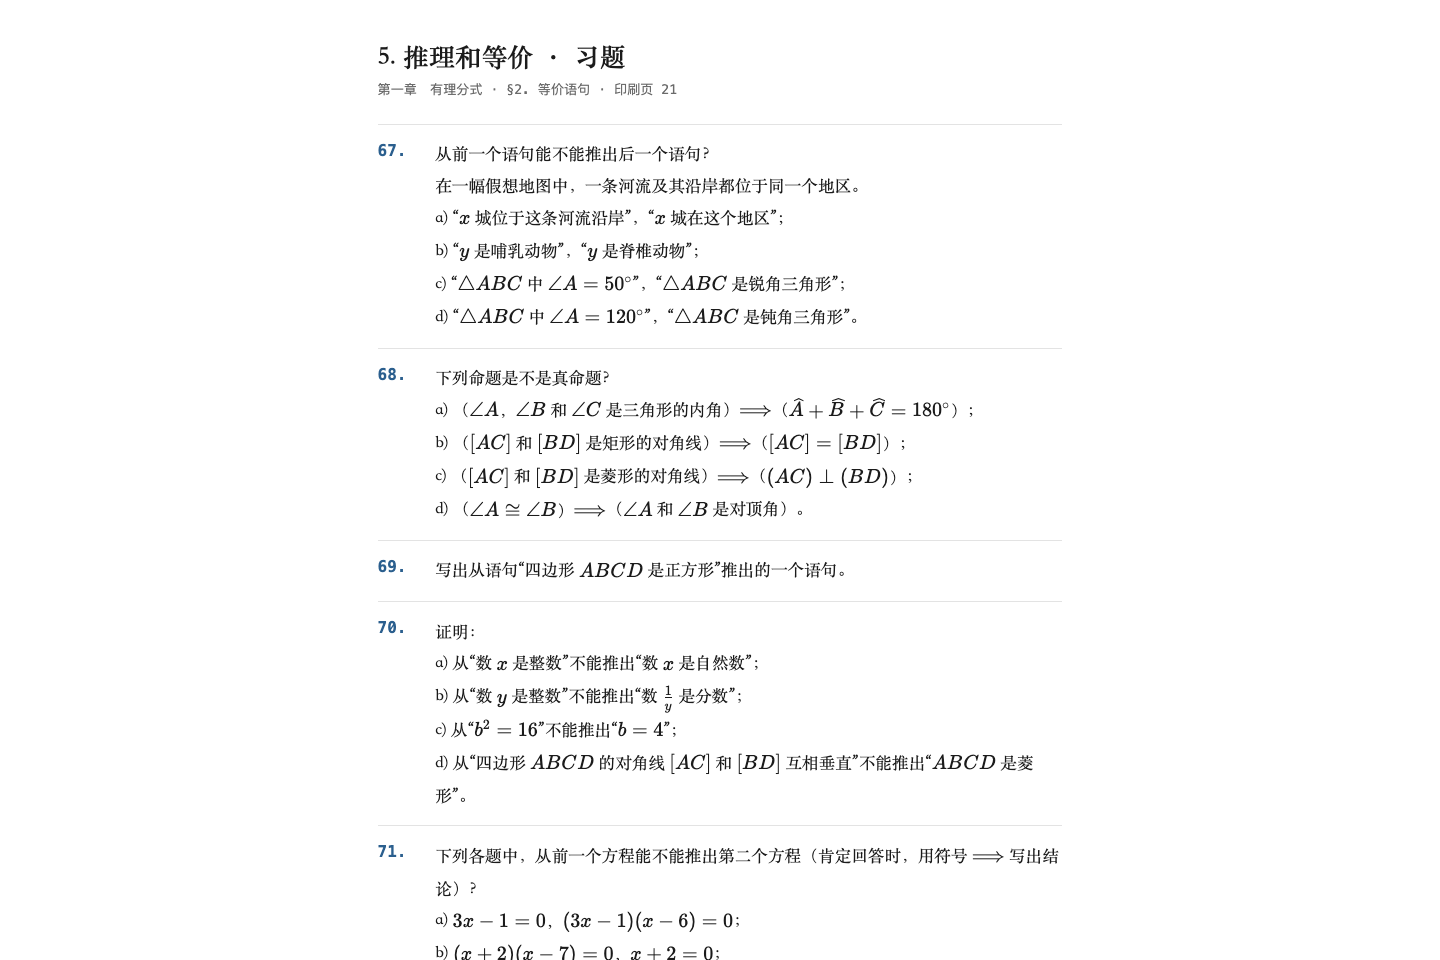 5. 推理和等价 · 习题
第一章 有理分式 · §2. 等价语句 · 印刷页 21
67. 从前一个语句能不能推出后一个语句？
在一幅假想地图中，一条河流及其沿岸都位于同一个地区。
a) “x 城位于这条河流沿岸”，“x 城在这个地区”；
b) “y 是哺乳动物”，“y 是脊椎动物”；
c) “△ABC 中 ∠A = 50°”，“△ABC 是锐角三角形”；
d) “△ABC 中 ∠A = 120°”，“△ABC 是钝角三角形”。
68. 下列命题是不是真命题？
a) （∠A，∠B 和 ∠C 是三角形的内角）⟹（Â + B̂ + Ĉ = 180°）；
b) （[AC] 和 [BD] 是矩形的对角线）⟹（[AC] = [BD]）；
c) （[AC] 和 [BD] 是菱形的对角线）⟹（(AC) ⊥ (BD)）；
d) （∠A ≅ ∠B）⟹（∠A 和 ∠B 是对顶角）。
69. 写出从语句“四边形 ABCD 是正方形”推出的一个语句。
70. 证明：
a) 从“数 x 是整数”不能推出“数 x 是自然数”；
b) 从“数 y 是整数”不能推出“数 1/y 是分数”；
c) 从“b² = 16”不能推出“b = 4”；
d) 从“四边形 ABCD 的对角线 [AC] 和 [BD] 互相垂直”不能推出“ABCD 是菱
形”。
71. 下列各题中，从前一个方程能不能推出第二个方程（肯定回答时，用符号 ⟹ 写出结
论）？
a) 3x − 1 = 0，(3x − 1)(x − 6) = 0；
b) (x + 2)(x − 7) = 0，x + 2 = 0；